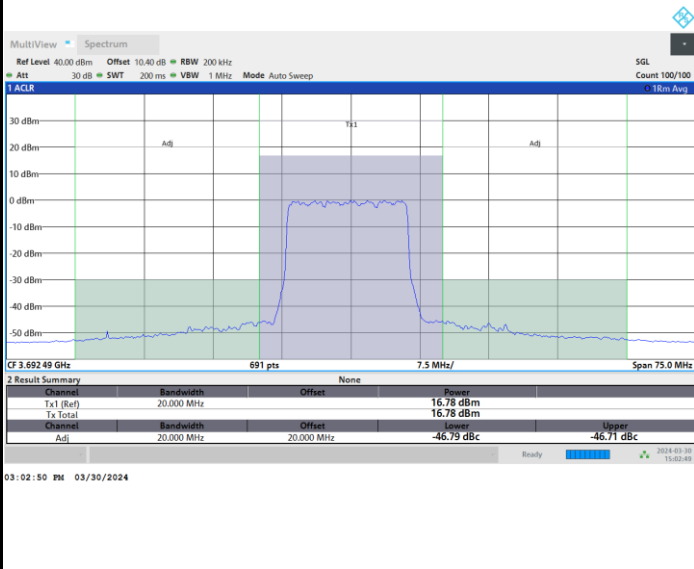 MultiView Spectrum
Ref Level 40.00 dBm Offset 10.40 dB RBW 200 kHz SGL
Att 30 dB SWT 200 ms VBW 1 MHz Mode Auto Sweep Count 100/100
1 ACLR 1Rm Avg
Tx1
30 dBm
Adj Adj
20 dBm
10 dBm
0 dBm
-10 dBm
-20 dBm
-30 dBm
-40 dBm
-50 dBm
CF 3.692 49 GHz 691 pts 7.5 MHz/ Span 75.0 MHz
2 Result Summary None
Channel Bandwidth Offset Power
Tx1 (Ref) 20.000 MHz 16.78 dBm
Tx Total 16.78 dBm
Channel Bandwidth Offset Lower Upper
Adj 20.000 MHz 20.000 MHz -46.79 dBc -46.71 dBc
Ready 2024-03-30
15:02:49
03:02:50 PM 03/30/2024